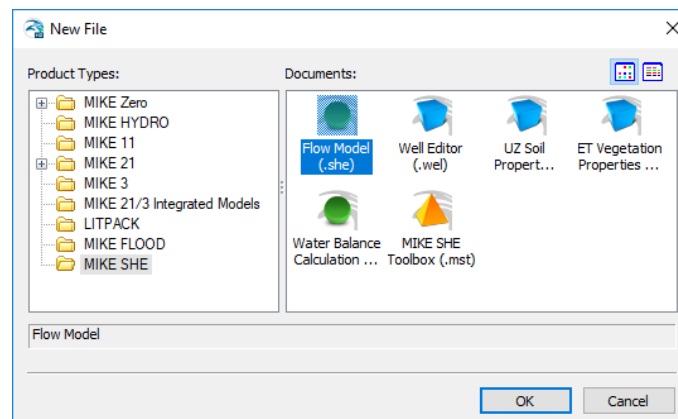 New File
Product Types:
MIKE Zero
MIKE HYDRO
MIKE 11
MIKE 21
MIKE 3
MIKE 21/3 Integrated Models
LITPACK
MIKE FLOOD
MIKE SHE
Documents:
Flow Model
(.she)
Well Editor
(.wel)
UZ Soil
Propert...
ET Vegetation
Properties ...
Water Balance
Calculation ...
MIKE SHE
Toolbox (.mst)
Flow Model
OK
Cancel